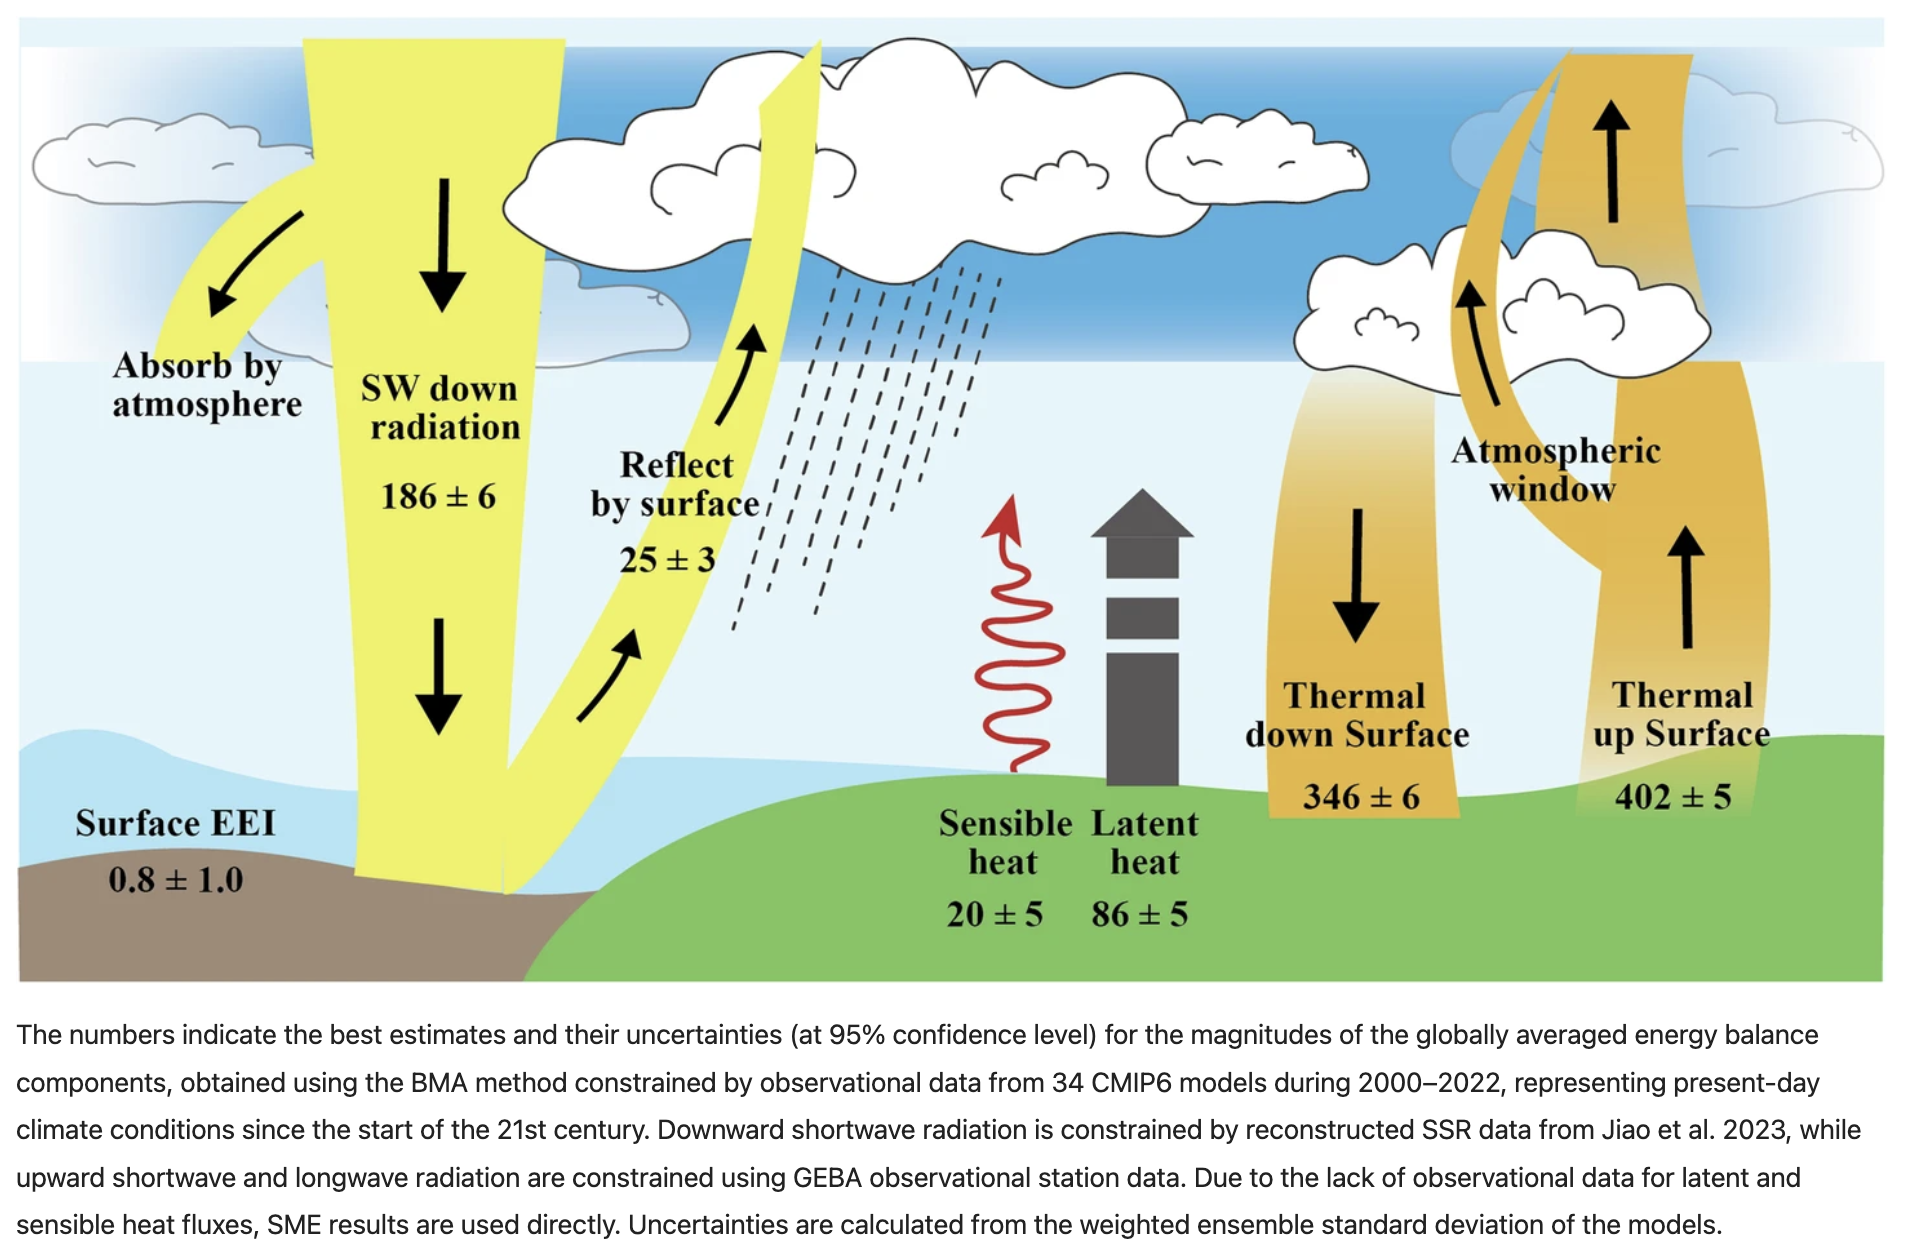 Absorb by
atmosphere
SW down
radiation
186 ± 6
Reflect
by surface
25 ± 3
Atmospheric
window
Thermal
down Surface
346 ± 6
Thermal
up Surface
402 ± 5
Surface EEI
0.8 ± 1.0
Sensible
heat
20 ± 5
Latent
heat
86 ± 5
The numbers indicate the best estimates and their uncertainties (at 95% confidence level) for the magnitudes of the globally averaged energy balance
components, obtained using the BMA method constrained by observational data from 34 CMIP6 models during 2000–2022, representing present-day
climate conditions since the start of the 21st century. Downward shortwave radiation is constrained by reconstructed SSR data from Jiao et al. 2023, while
upward shortwave and longwave radiation are constrained using GEBA observational station data. Due to the lack of observational data for latent and
sensible heat fluxes, SME results are used directly. Uncertainties are calculated from the weighted ensemble standard deviation of the models.